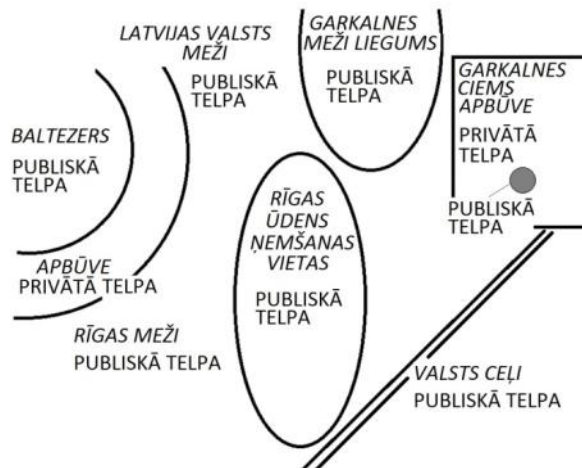 LATVIJAS VALSTS
MEŽI
PUBLISKĀ
TELPA
GARKALNES
MEŽI LIEGUMS
PUBLISKĀ
TELPA
GARKALNES
CIEMS
APBŪVE
PRIVĀTĀ
TELPA
PUBLISKĀ
TELPA
BALTEZERS
PUBLISKĀ
TELPA
RĪGAS
ŪDENS
ŅEMŠANAS
VIETAS
PUBLISKĀ
TELPA
APBŪVE
PRIVĀTĀ TELPA
RĪGAS MEŽI
PUBLISKĀ TELPA
VALSTS CEĻI
PUBLISKĀ TELPA